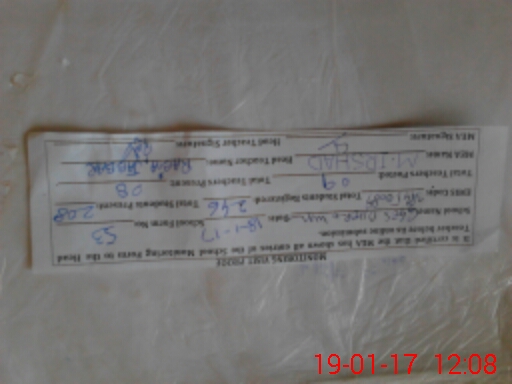 MONITORING VISIT PROOF
It is certified that the MEA has shown all entries of the School Monitoring Form to the Head
Teacher before its online submission.
School Name: Date: 18-1-17 School Form No: 53
EMIS Code: Total Students Registered: 246 Total Students Present: 208
Total Teachers Posted: 09 Total Teachers Present: 08
MEA Name: M. IRSHAD Head Teacher Name:
MEA Signature: Head Teacher Signature:
19-01-17 12:08